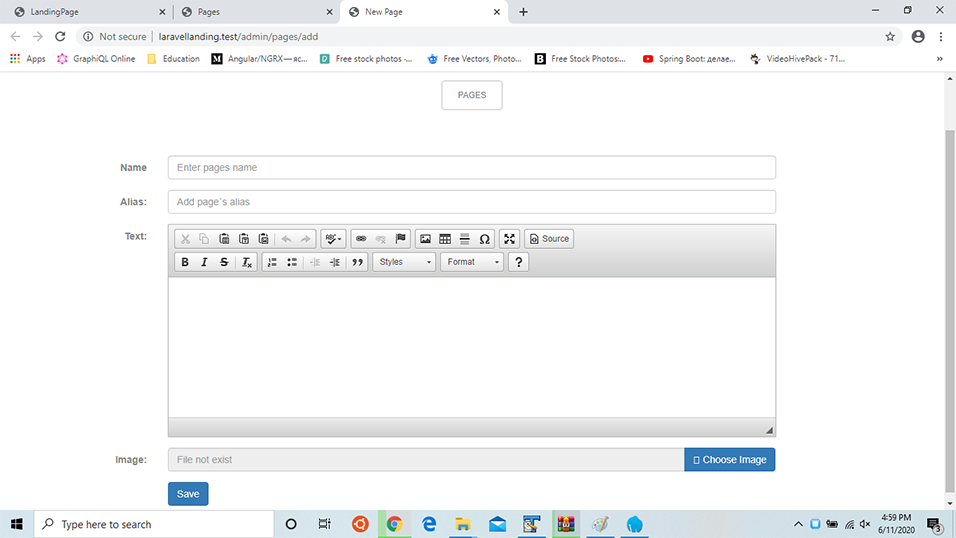 LandingPage
Pages
New Page
Not secure | laravellanding.test/admin/pages/add
Apps
GraphiQL Online
Education
Angular/NGRX — яс...
Free stock photos -...
Free Vectors, Photo...
Free Stock Photos:...
Spring Boot: делае...
VideoHivePack - 71...
PAGES
Name
Enter pages name
Alias:
Add page`s alias
Text:
Source
Styles
Format
Image:
File not exist
Choose Image
Save
Type here to search
4:59 PM
6/11/2020
3